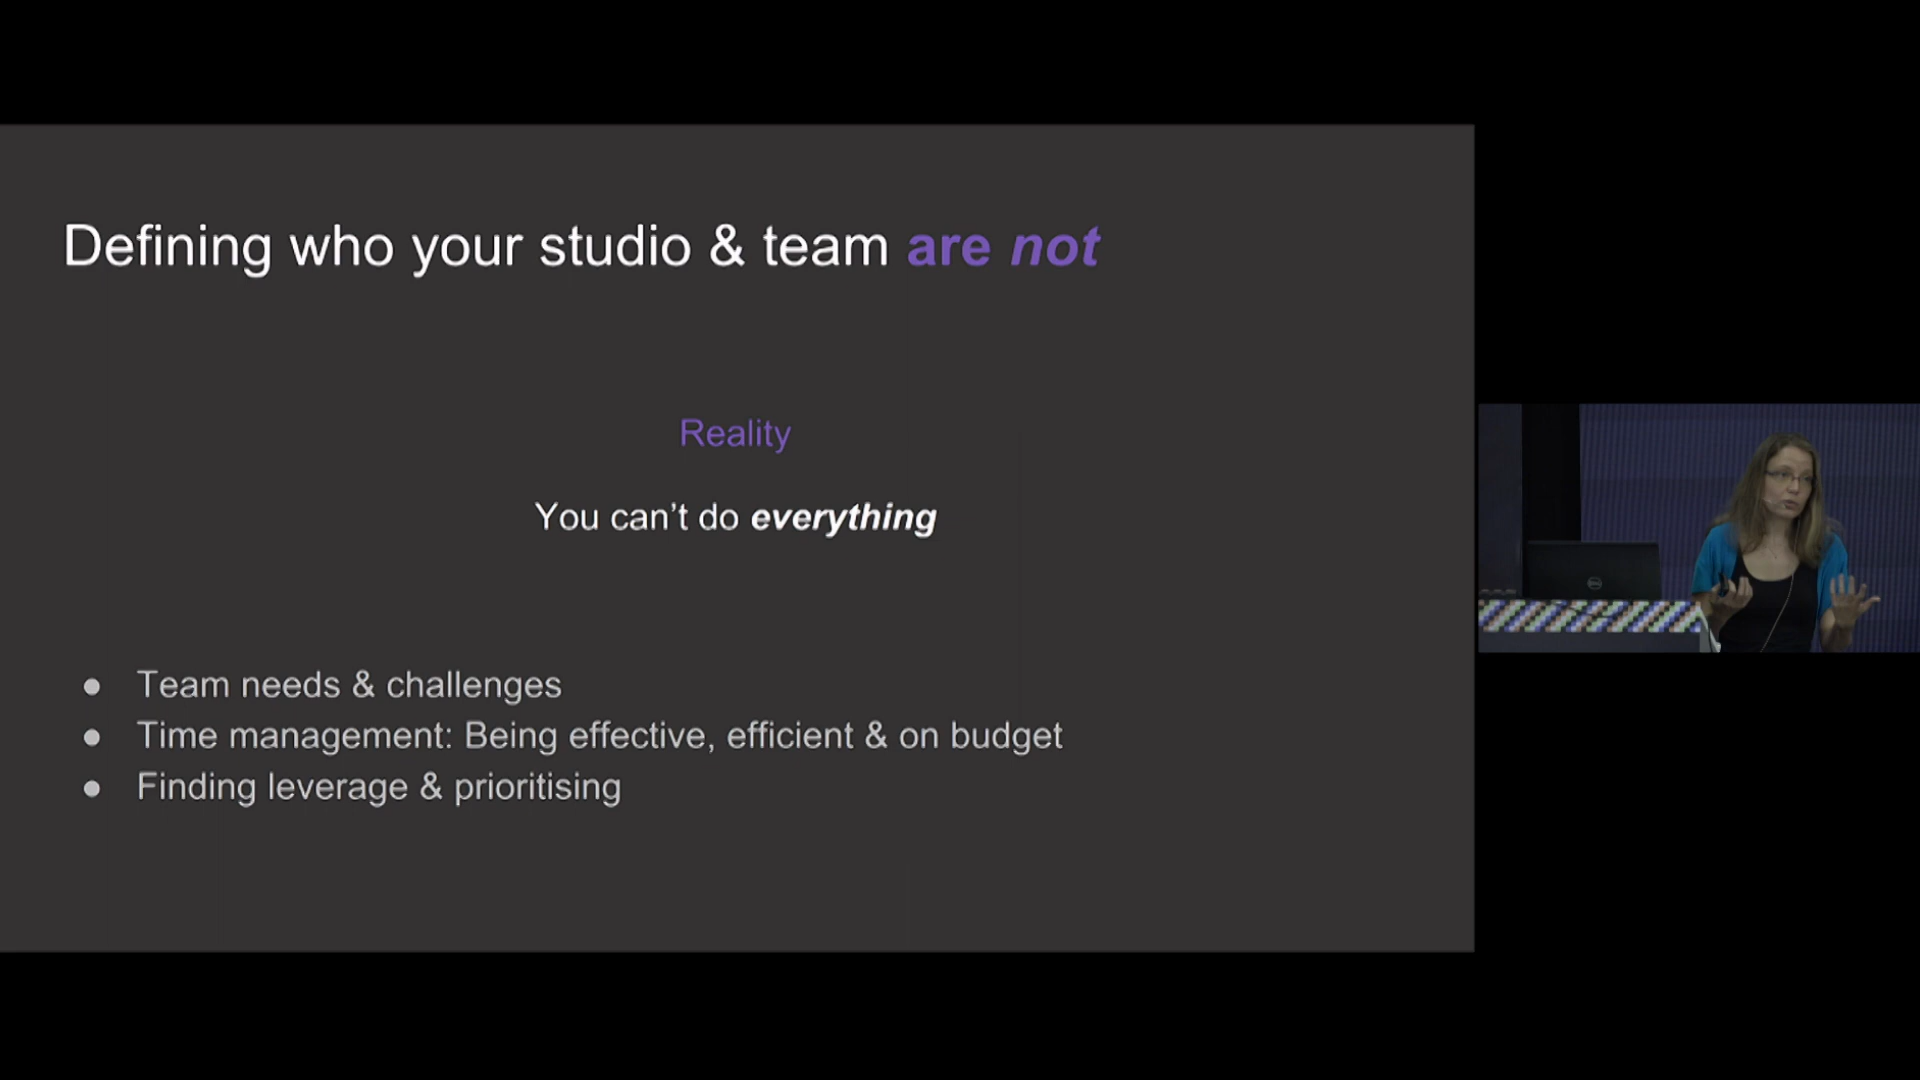 Defining who your studio & team are not
Reality
You can't do everything
● Team needs & challenges
● Time management: Being effective, efficient & on budget
● Finding leverage & prioritising